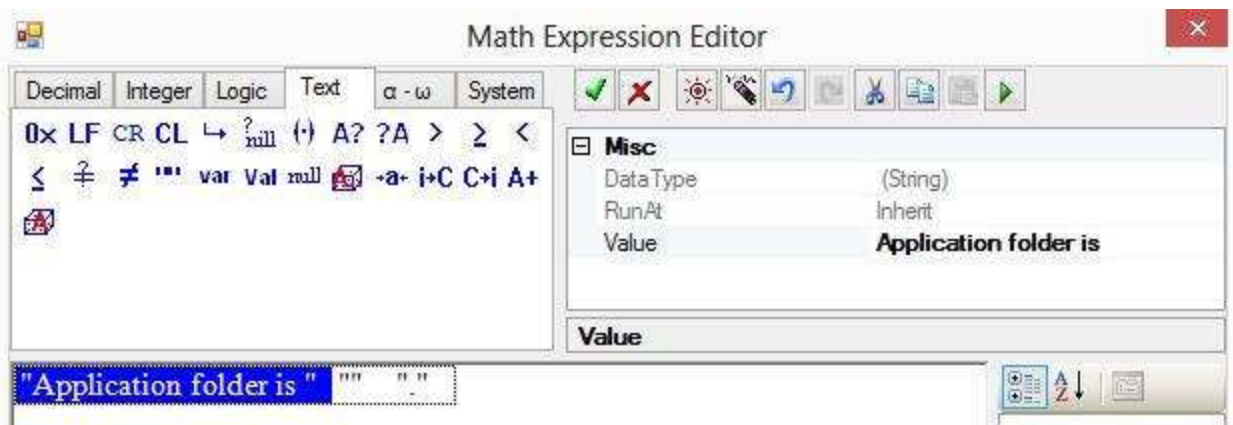 Math Expression Editor
Decimal Integer Logic Text α - ω System
0x LF CR CL ↵ ?null (·) A? ?A > ≥ <
≤ ≟ ≠ "" var Val null ÷a÷ i→C C→i A+
Misc
DataType (String)
RunAt Inherit
Value Application folder is
Value
"Application folder is " "" "."
A Z